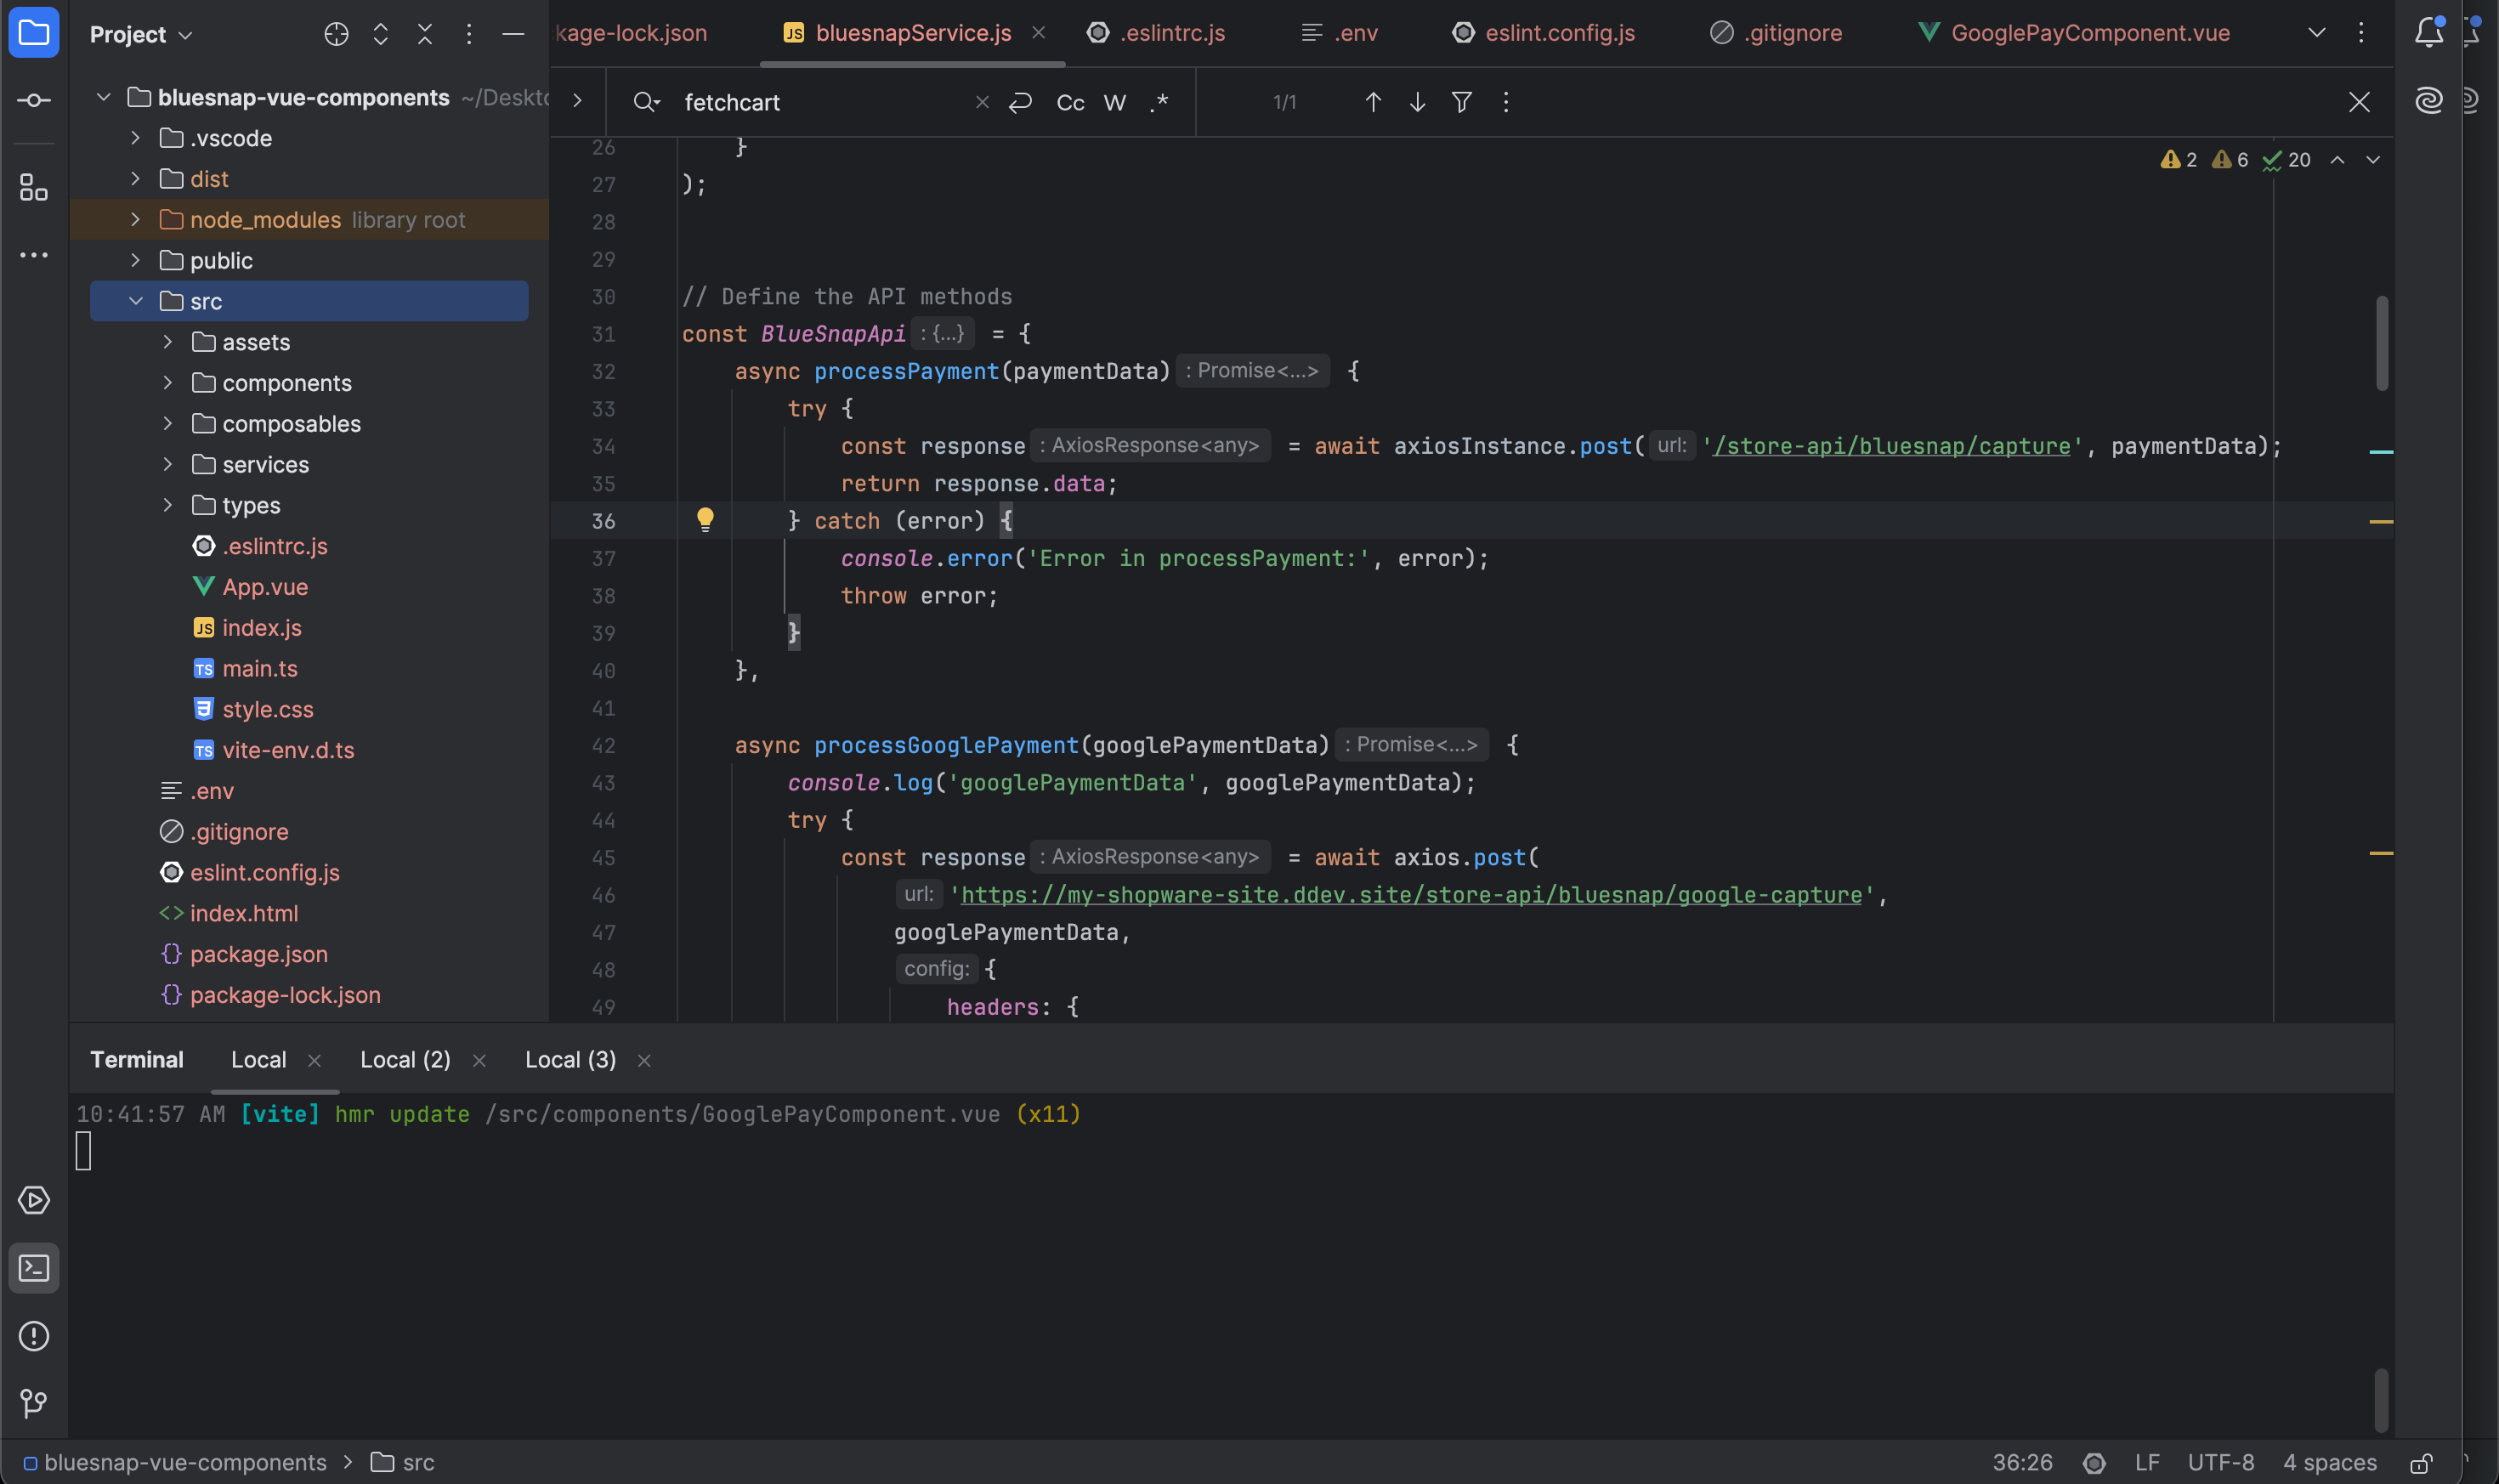 Project
kage-lock.json
bluesnapService.js
.eslintrc.js
.env
eslint.config.js
.gitignore
GooglePayComponent.vue
bluesnap-vue-components ~/Deskto
.vscode
dist
node_modules library root
public
src
assets
components
composables
services
types
.eslintrc.js
App.vue
JS index.js
TS main.ts
style.css
TS vite-env.d.ts
.env
.gitignore
eslint.config.js
<> index.html
{} package.json
{} package-lock.json
fetchcart
Cc W .*
1/1
2 6 20
26 }
27 );
28
29
30 // Define the API methods
31 const BlueSnapApi : {...} = {
32 async processPayment(paymentData) : Promise<...> {
33 try {
34 const response : AxiosResponse<any> = await axiosInstance.post( url: '/store-api/bluesnap/capture', paymentData);
35 return response.data;
36 } catch (error) {
37 console.error('Error in processPayment:', error);
38 throw error;
39 }
40 },
41
42 async processGooglePayment(googlePaymentData) : Promise<...> {
43 console.log('googlePaymentData', googlePaymentData);
44 try {
45 const response : AxiosResponse<any> = await axios.post(
46 url: 'https://my-shopware-site.ddev.site/store-api/bluesnap/google-capture',
47 googlePaymentData,
48 config: {
49 headers: {
Terminal Local Local (2) Local (3)
10:41:57 AM [vite] hmr update /src/components/GooglePayComponent.vue (x11)
bluesnap-vue-components > src
36:26 LF UTF-8 4 spaces